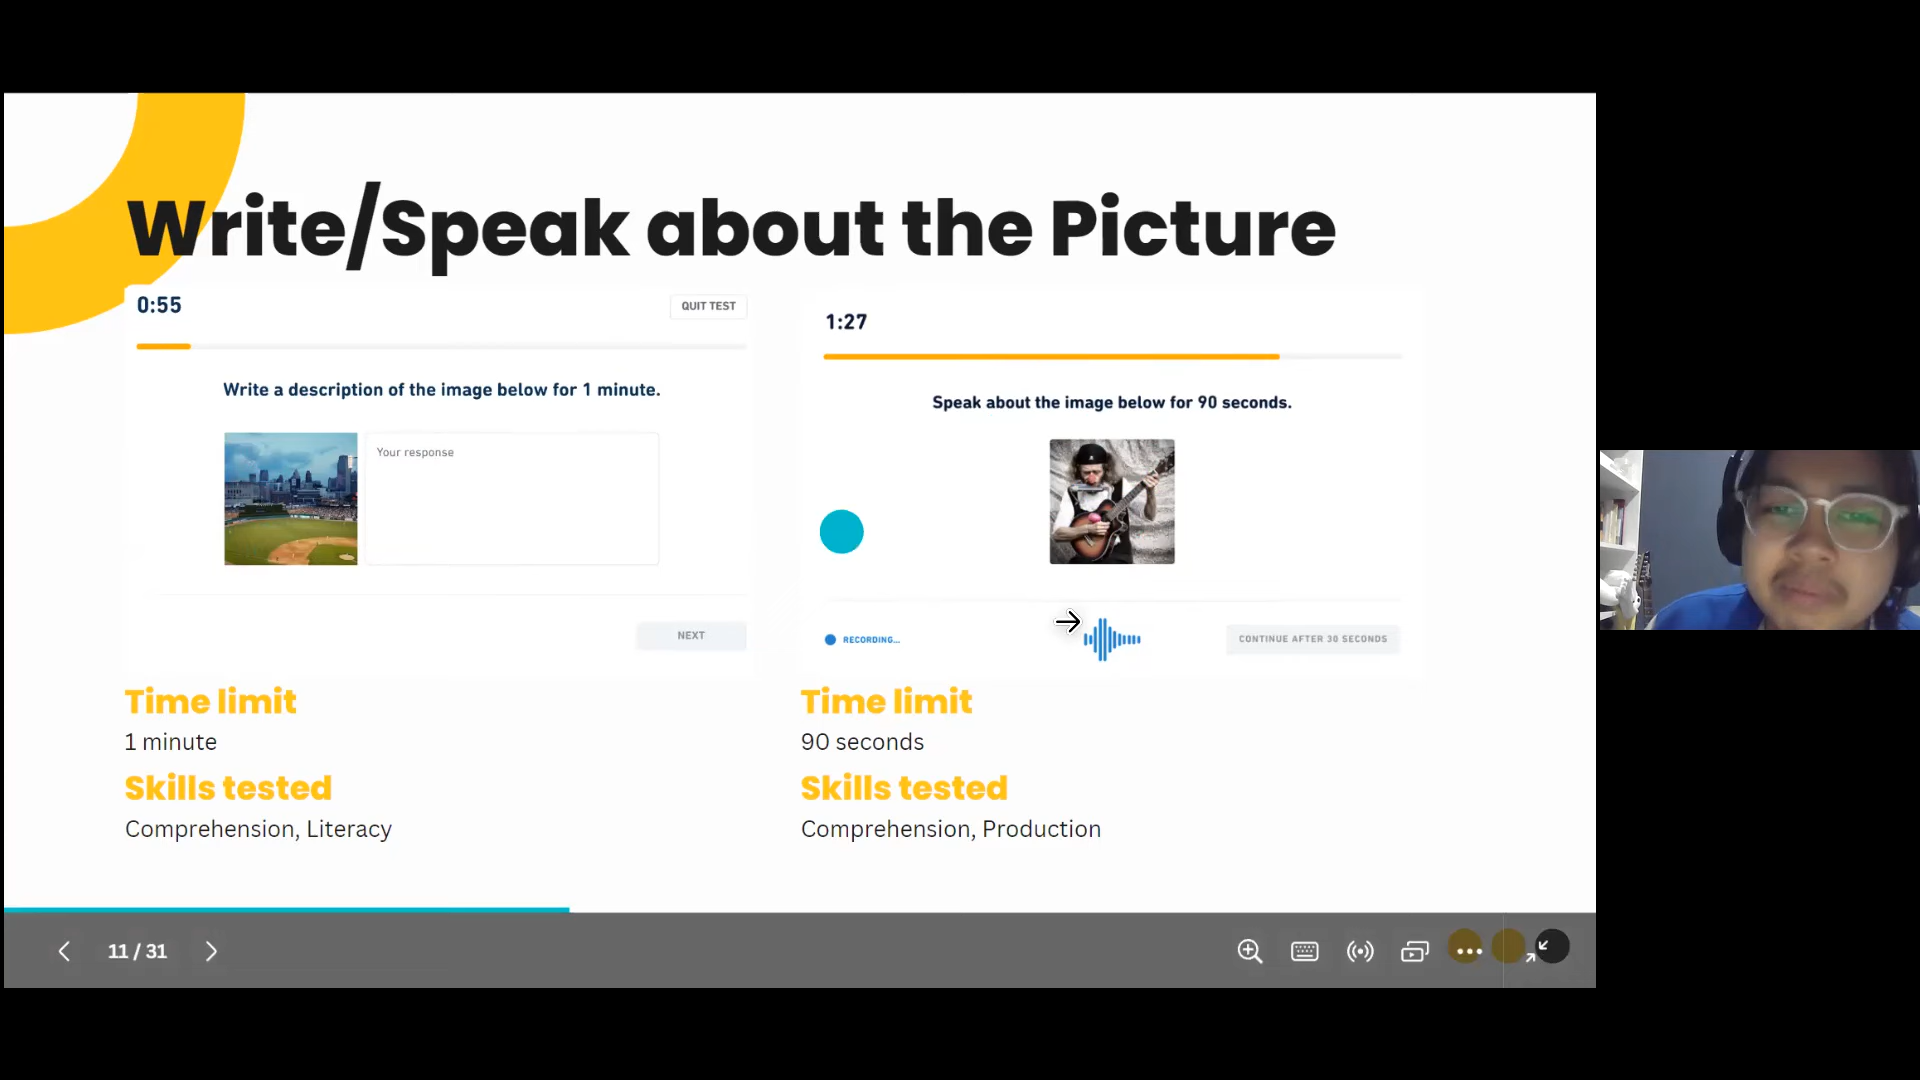 Write/Speak about the Picture
0:55
QUIT TEST
Write a description of the image below for 1 minute.
Your response
NEXT
Time limit
1 minute
Skills tested
Comprehension, Literacy
1:27
Speak about the image below for 90 seconds.
RECORDING...
CONTINUE AFTER 30 SECONDS
Time limit
90 seconds
Skills tested
Comprehension, Production
11 / 31